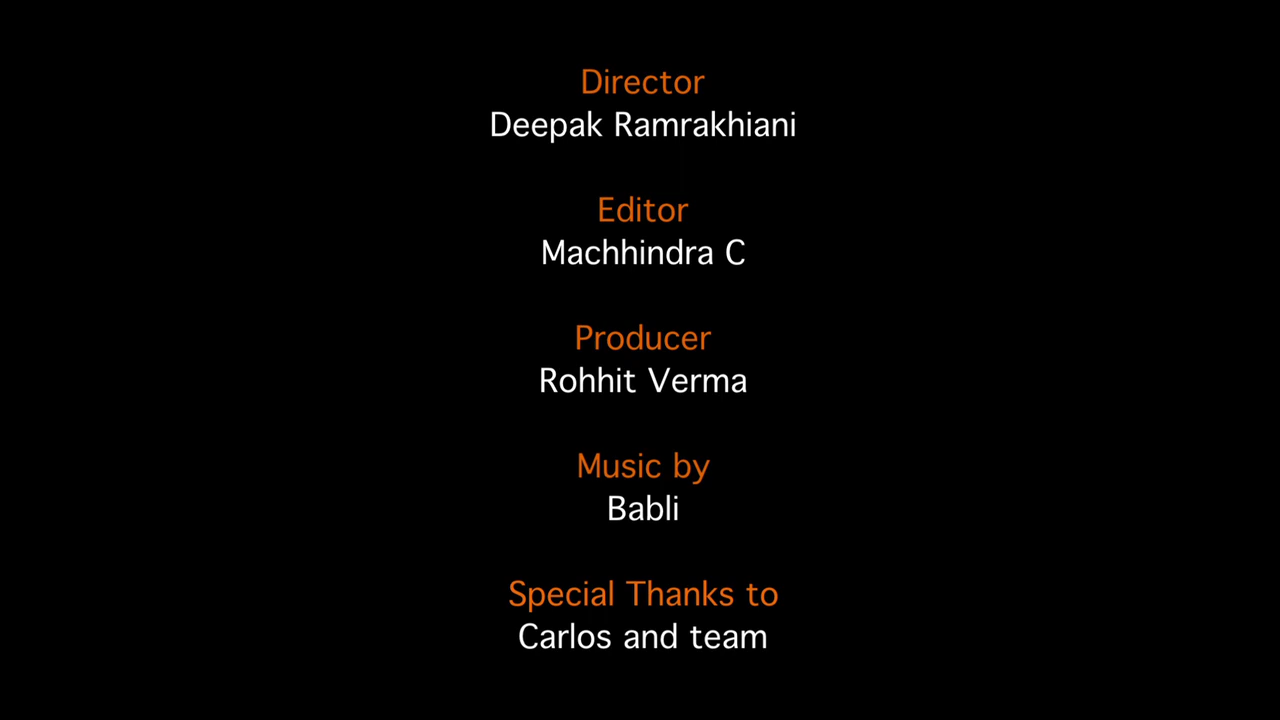 Director
Deepak Ramrakhiani
Editor
Machhindra C
Producer
Rohhit Verma
Music by
Babli
Special Thanks to
Carlos and team